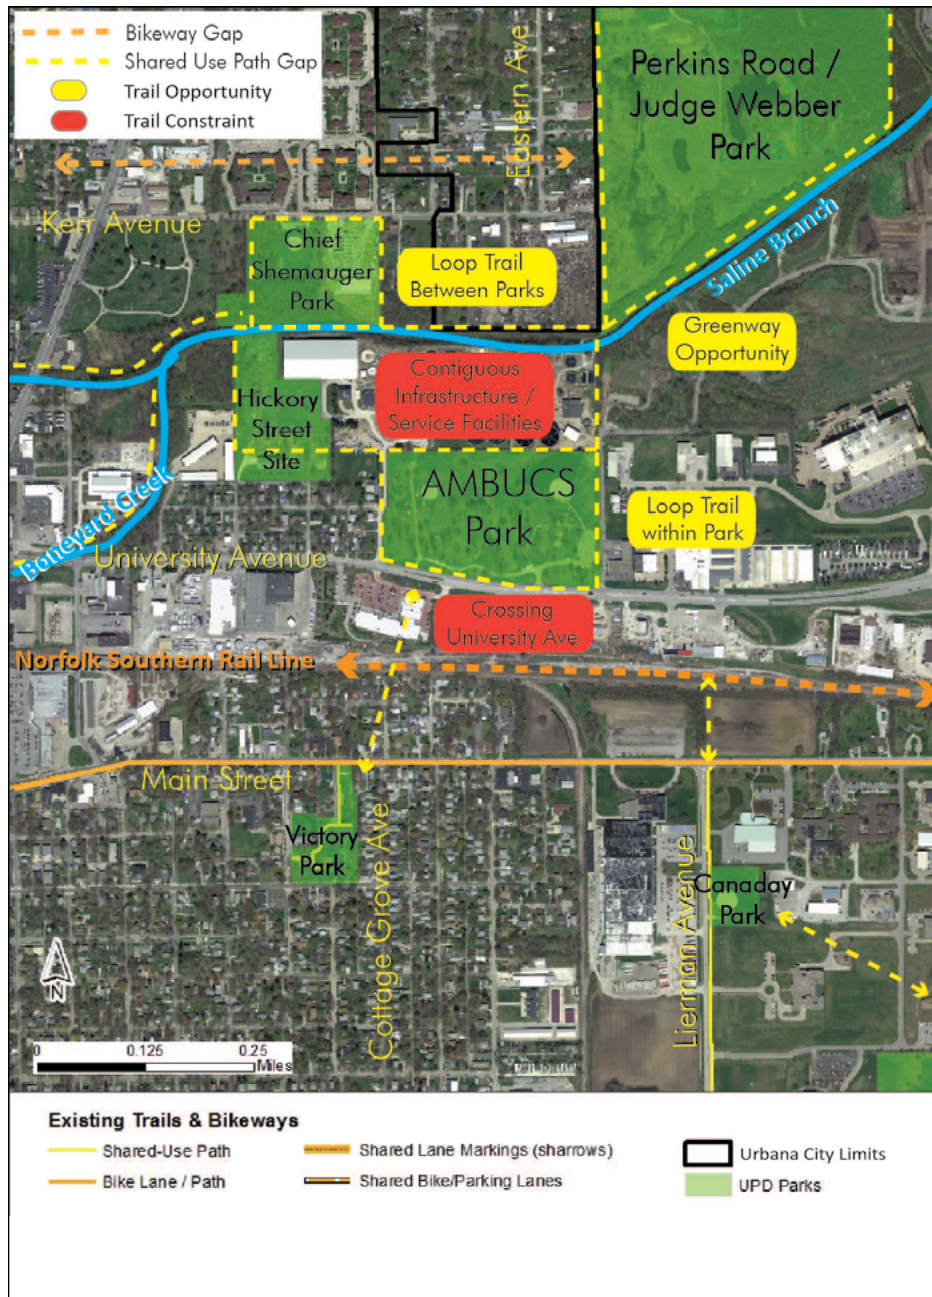 Bikeway Gap
Shared Use Path Gap
Trail Opportunity
Trail Constraint
Eastern Ave
Perkins Road /
Judge Webber
Park
Kerr Avenue
Chief
Shemauger
Park
Loop Trail
Between Parks
Saline Branch
Greenway
Opportunity
Contiguous
Infrastructure /
Service Facilities
Hickory
Street
Site
AMBUCS
Park
Loop Trail
within Park
Boneyard Creek
University Avenue
Crossing
University Ave
Norfolk Southern Rail Line
Main Street
Victory
Park
Cottage Grove Ave
Lierman Avenue
Canaday
Park
N
0 0.125 0.25
Miles
Existing Trails & Bikeways
Shared-Use Path
Bike Lane / Path
Shared Lane Markings (sharrows)
Shared Bike/Parking Lanes
Urbana City Limits
UPD Parks